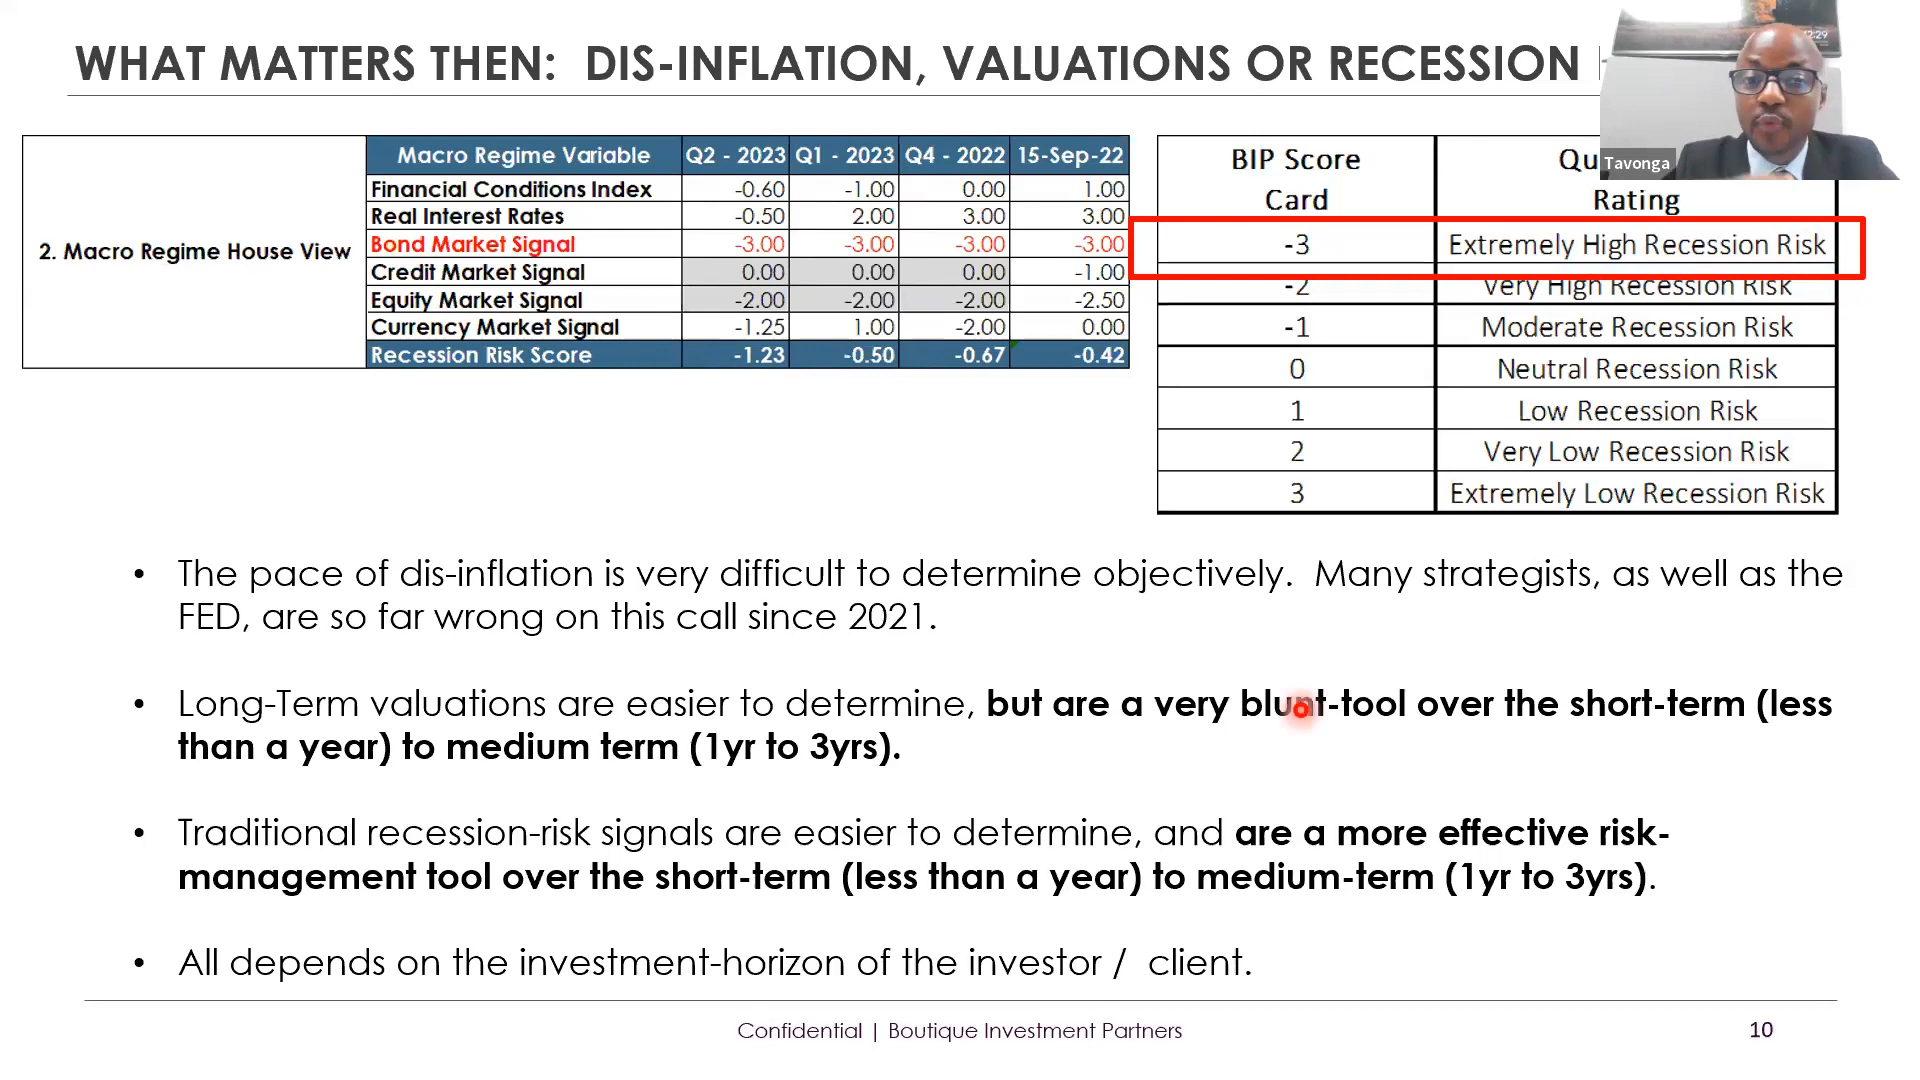 WHAT MATTERS THEN: DIS-INFLATION, VALUATIONS OR RECESSION
2. Macro Regime House View
Macro Regime Variable Q2 - 2023 Q1 - 2023 Q4 - 2022 15-Sep-22
Financial Conditions Index -0.60 -1.00 0.00 1.00
Real Interest Rates -0.50 2.00 3.00 3.00
Bond Market Signal -3.00 -3.00 -3.00 -3.00
Credit Market Signal 0.00 0.00 0.00 -1.00
Equity Market Signal -2.00 -2.00 -2.00 -2.50
Currency Market Signal -1.25 1.00 -2.00 0.00
Recession Risk Score -1.23 -0.50 -0.67 -0.42
BIP Score
Card
Rating
-3 Extremely High Recession Risk
-2 Very High Recession Risk
-1 Moderate Recession Risk
0 Neutral Recession Risk
1 Low Recession Risk
2 Very Low Recession Risk
3 Extremely Low Recession Risk
Tavonga
• The pace of dis-inflation is very difficult to determine objectively. Many strategists, as well as the
FED, are so far wrong on this call since 2021.
• Long-Term valuations are easier to determine, but are a very blunt-tool over the short-term (less
than a year) to medium term (1yr to 3yrs).
• Traditional recession-risk signals are easier to determine, and are a more effective risk-
management tool over the short-term (less than a year) to medium-term (1yr to 3yrs).
• All depends on the investment-horizon of the investor / client.
Confidential | Boutique Investment Partners
10